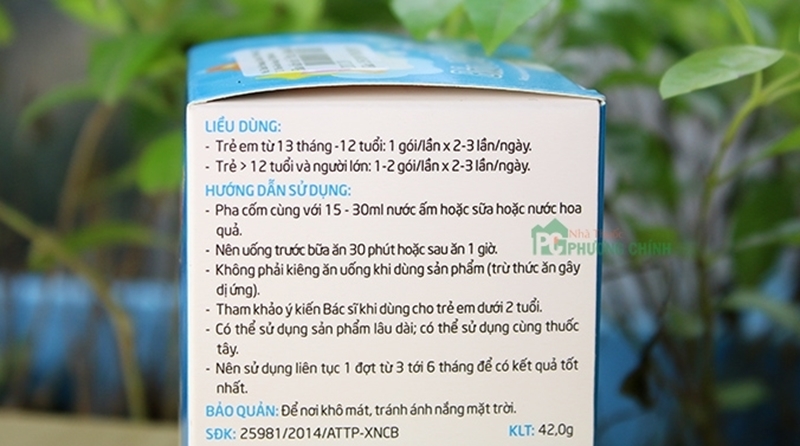 LIỀU DÙNG:
- Trẻ em từ 13 tháng -12 tuổi: 1 gói/lần x 2-3 lần/ngày.
- Trẻ > 12 tuổi và người lớn: 1-2 gói/lần x 2-3 lần/ngày.
HƯỚNG DẪN SỬ DỤNG:
- Pha cốm cùng với 15 - 30ml nước ấm hoặc sữa hoặc nước hoa
quả.
- Nên uống trước bữa ăn 30 phút hoặc sau ăn 1 giờ.
- Không phải kiêng ăn uống khi dùng sản phẩm (trừ thức ăn gây
dị ứng).
- Tham khảo ý kiến Bác sĩ khi dùng cho trẻ em dưới 2 tuổi.
- Có thể sử dụng sản phẩm lâu dài; có thể sử dụng cùng thuốc
tây.
- Nên sử dụng liên tục 1 đợt từ 3 tới 6 tháng để có kết quả tốt
nhất.
BẢO QUẢN: Để nơi khô mát, tránh ánh nắng mặt trời.
SĐK: 25981/2014/ATTP-XNCB KLT: 42,0g
Nhà Thuốc
PC PHƯƠNG CHÍNH